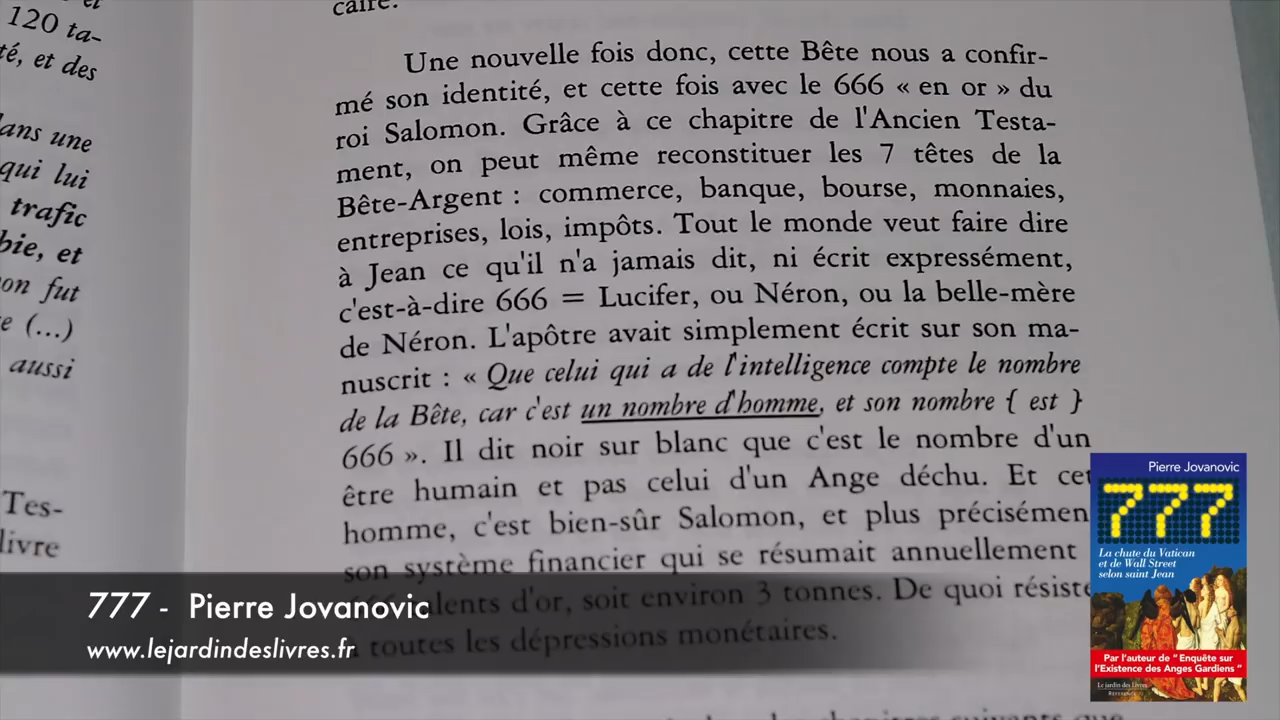 120 ta-
té, et des
dans une
qui lui
trafic
bie, et
on fut
e (...)
aussi
Tes-
livre
caire.
Une nouvelle fois donc, cette Bête nous a confir-
mé son identité, et cette fois avec le 666 « en or » du
roi Salomon. Grâce à ce chapitre de l'Ancien Testa-
ment, on peut même reconstituer les 7 têtes de la
Bête-Argent : commerce, banque, bourse, monnaies,
entreprises, lois, impôts. Tout le monde veut faire dire
à Jean ce qu'il n'a jamais dit, ni écrit expressément,
c'est-à-dire 666 = Lucifer, ou Néron, ou la belle-mère
de Néron. L'apôtre avait simplement écrit sur son ma-
nuscrit : « Que celui qui a de l'intelligence compte le nombre
de la Bête, car c'est un nombre d'homme, et son nombre { est }
666 ». Il dit noir sur blanc que c'est le nombre d'un
être humain et pas celui d'un Ange déchu. Et cet
homme, c'est bien-sûr Salomon, et plus précisémen
son système financier qui se résumait annuellement
talents d'or, soit environ 3 tonnes. De quoi résiste
à toutes les dépressions monétaires.
777 - Pierre Jovanovic
www.lejardindeslivres.fr
Pierre Jovanovic
777
La chute du Vatican
et de Wall Street
selon saint Jean
Par l'auteur de " Enquête sur
l'Existence des Anges Gardiens "
Le jardin des Livres
Référence